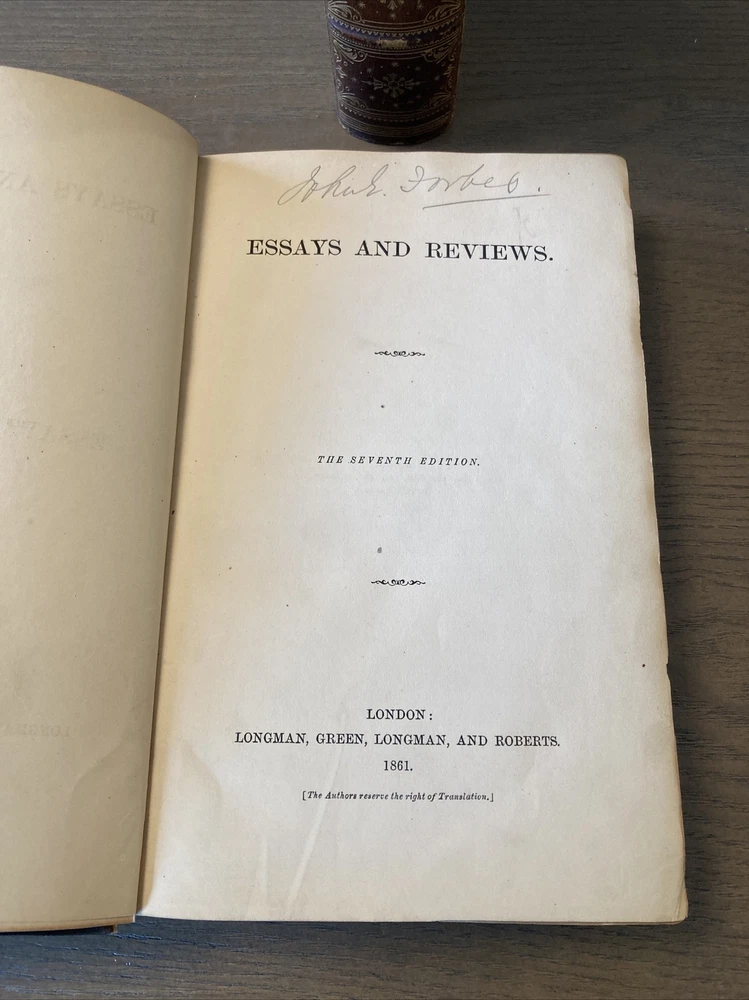 John E. Forbes.
ESSAYS AND REVIEWS.
THE SEVENTH EDITION.
LONDON:
LONGMAN, GREEN, LONGMAN, AND ROBERTS.
1861.
[The Authors reserve the right of Translation.]